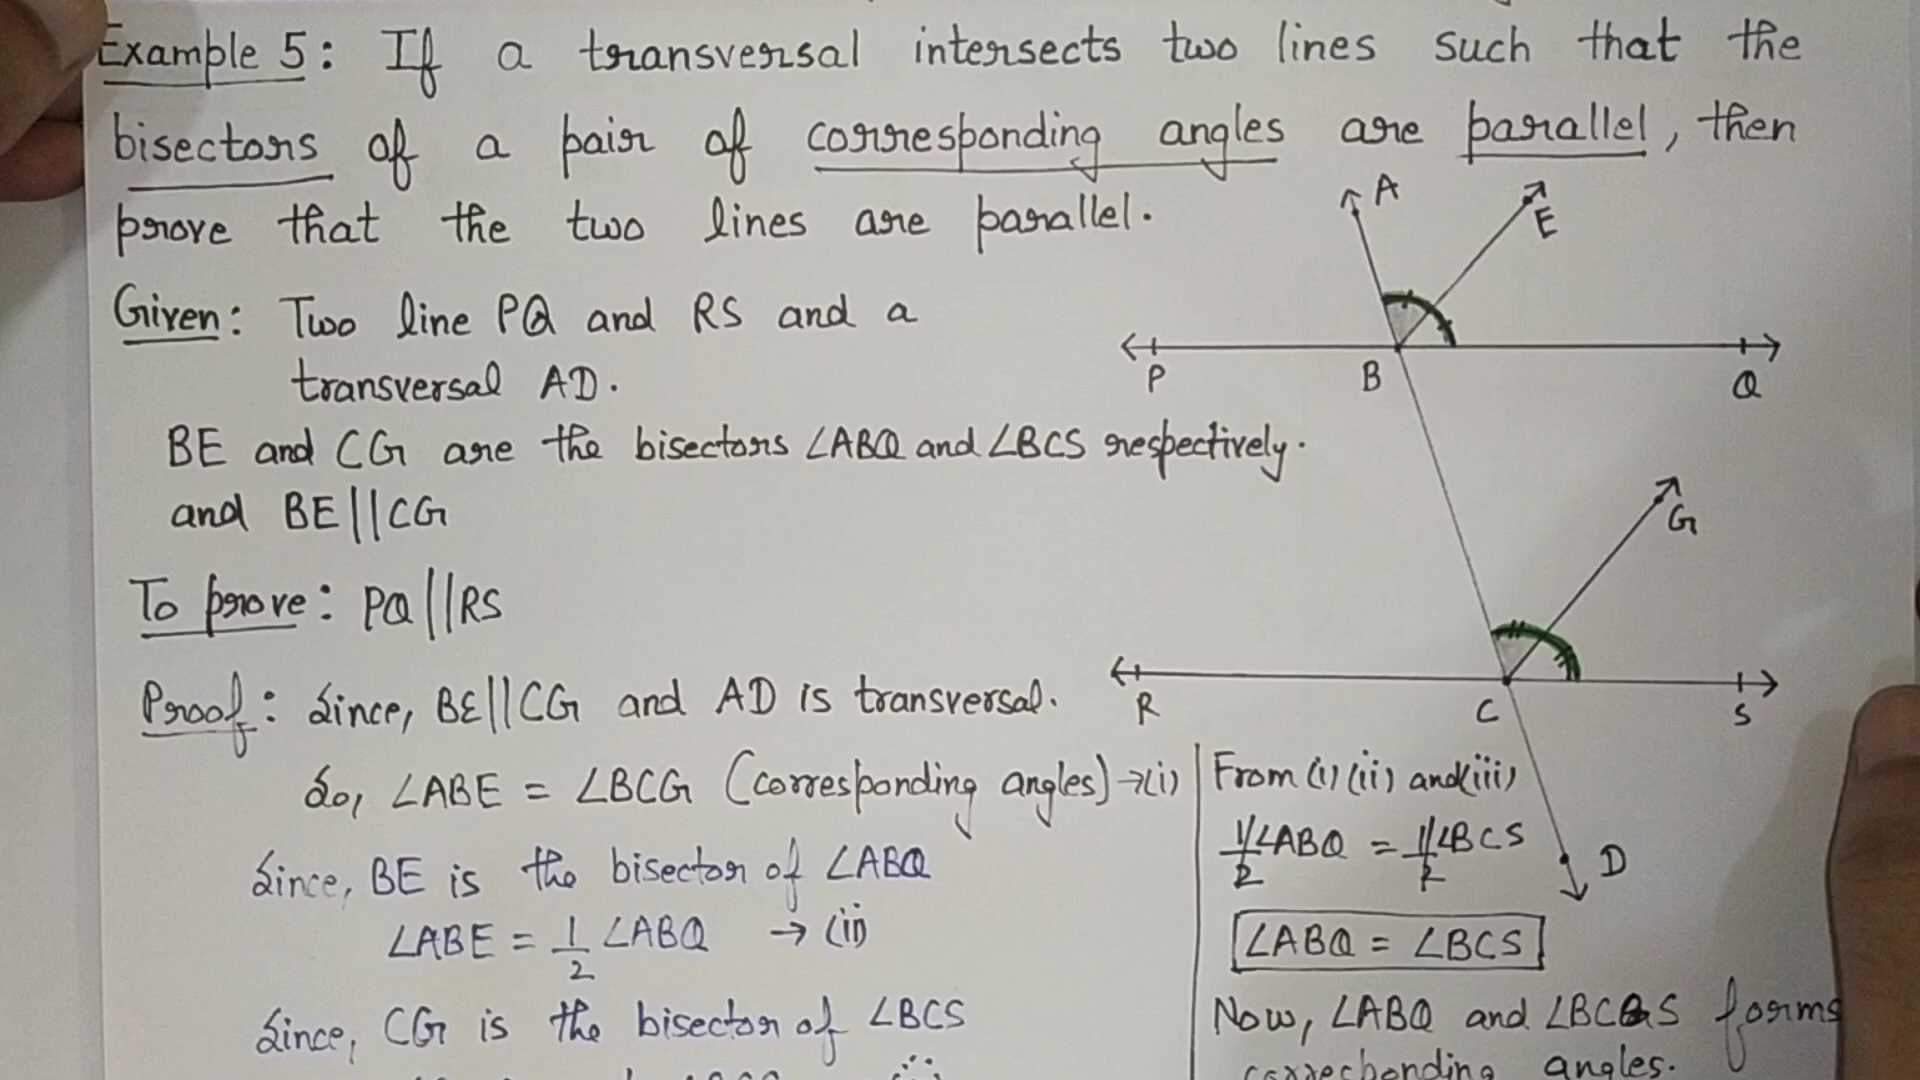 Example 5: If a transversal intersects two lines such that the
bisectors of a pair of corresponding angles are parallel, then
prove that the two lines are parallel.
Given: Two line PQ and RS and a
transversal AD.
BE and CG are the bisectors ∠ABQ and ∠BCS respectively.
and BE||CG
To prove: PQ||RS
Proof: Since, BE||CG and AD is transversal.
So, ∠ABE = ∠BCG (corresponding angles) → (i)
Since, BE is the bisector of ∠ABQ
∠ABE = 1/2 ∠ABQ → (ii)
Since, CG is the bisector of ∠BCS
A
E
P
B
Q
G
R
C
S
D
From (i) (ii) and (iii)
1/2 ∠ABQ = 1/2 ∠BCS
∠ABQ = ∠BCS
Now, ∠ABQ and ∠BCS forms
corresponding angles.